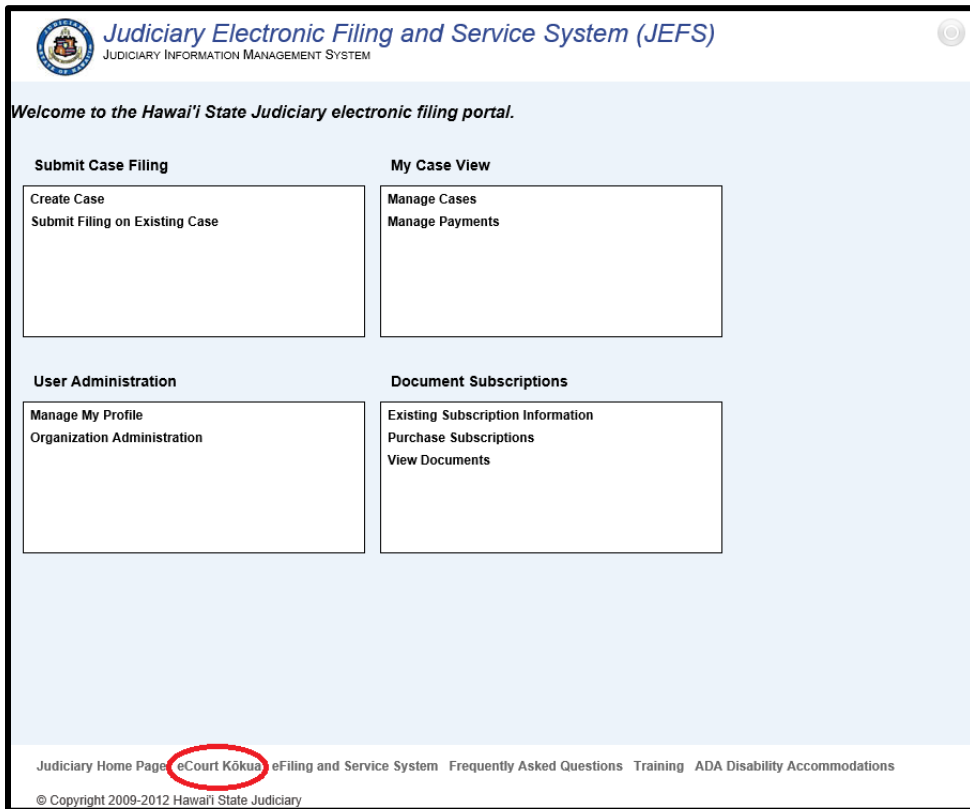 Judiciary Electronic Filing and Service System (JEFS)
JUDICIARY INFORMATION MANAGEMENT SYSTEM
Welcome to the Hawai'i State Judiciary electronic filing portal.
Submit Case Filing
Create Case
Submit Filing on Existing Case
My Case View
Manage Cases
Manage Payments
User Administration
Manage My Profile
Organization Administration
Document Subscriptions
Existing Subscription Information
Purchase Subscriptions
View Documents
Judiciary Home Page eCourt Kōkua eFiling and Service System Frequently Asked Questions Training ADA Disability Accommodations
© Copyright 2009-2012 Hawai'i State Judiciary